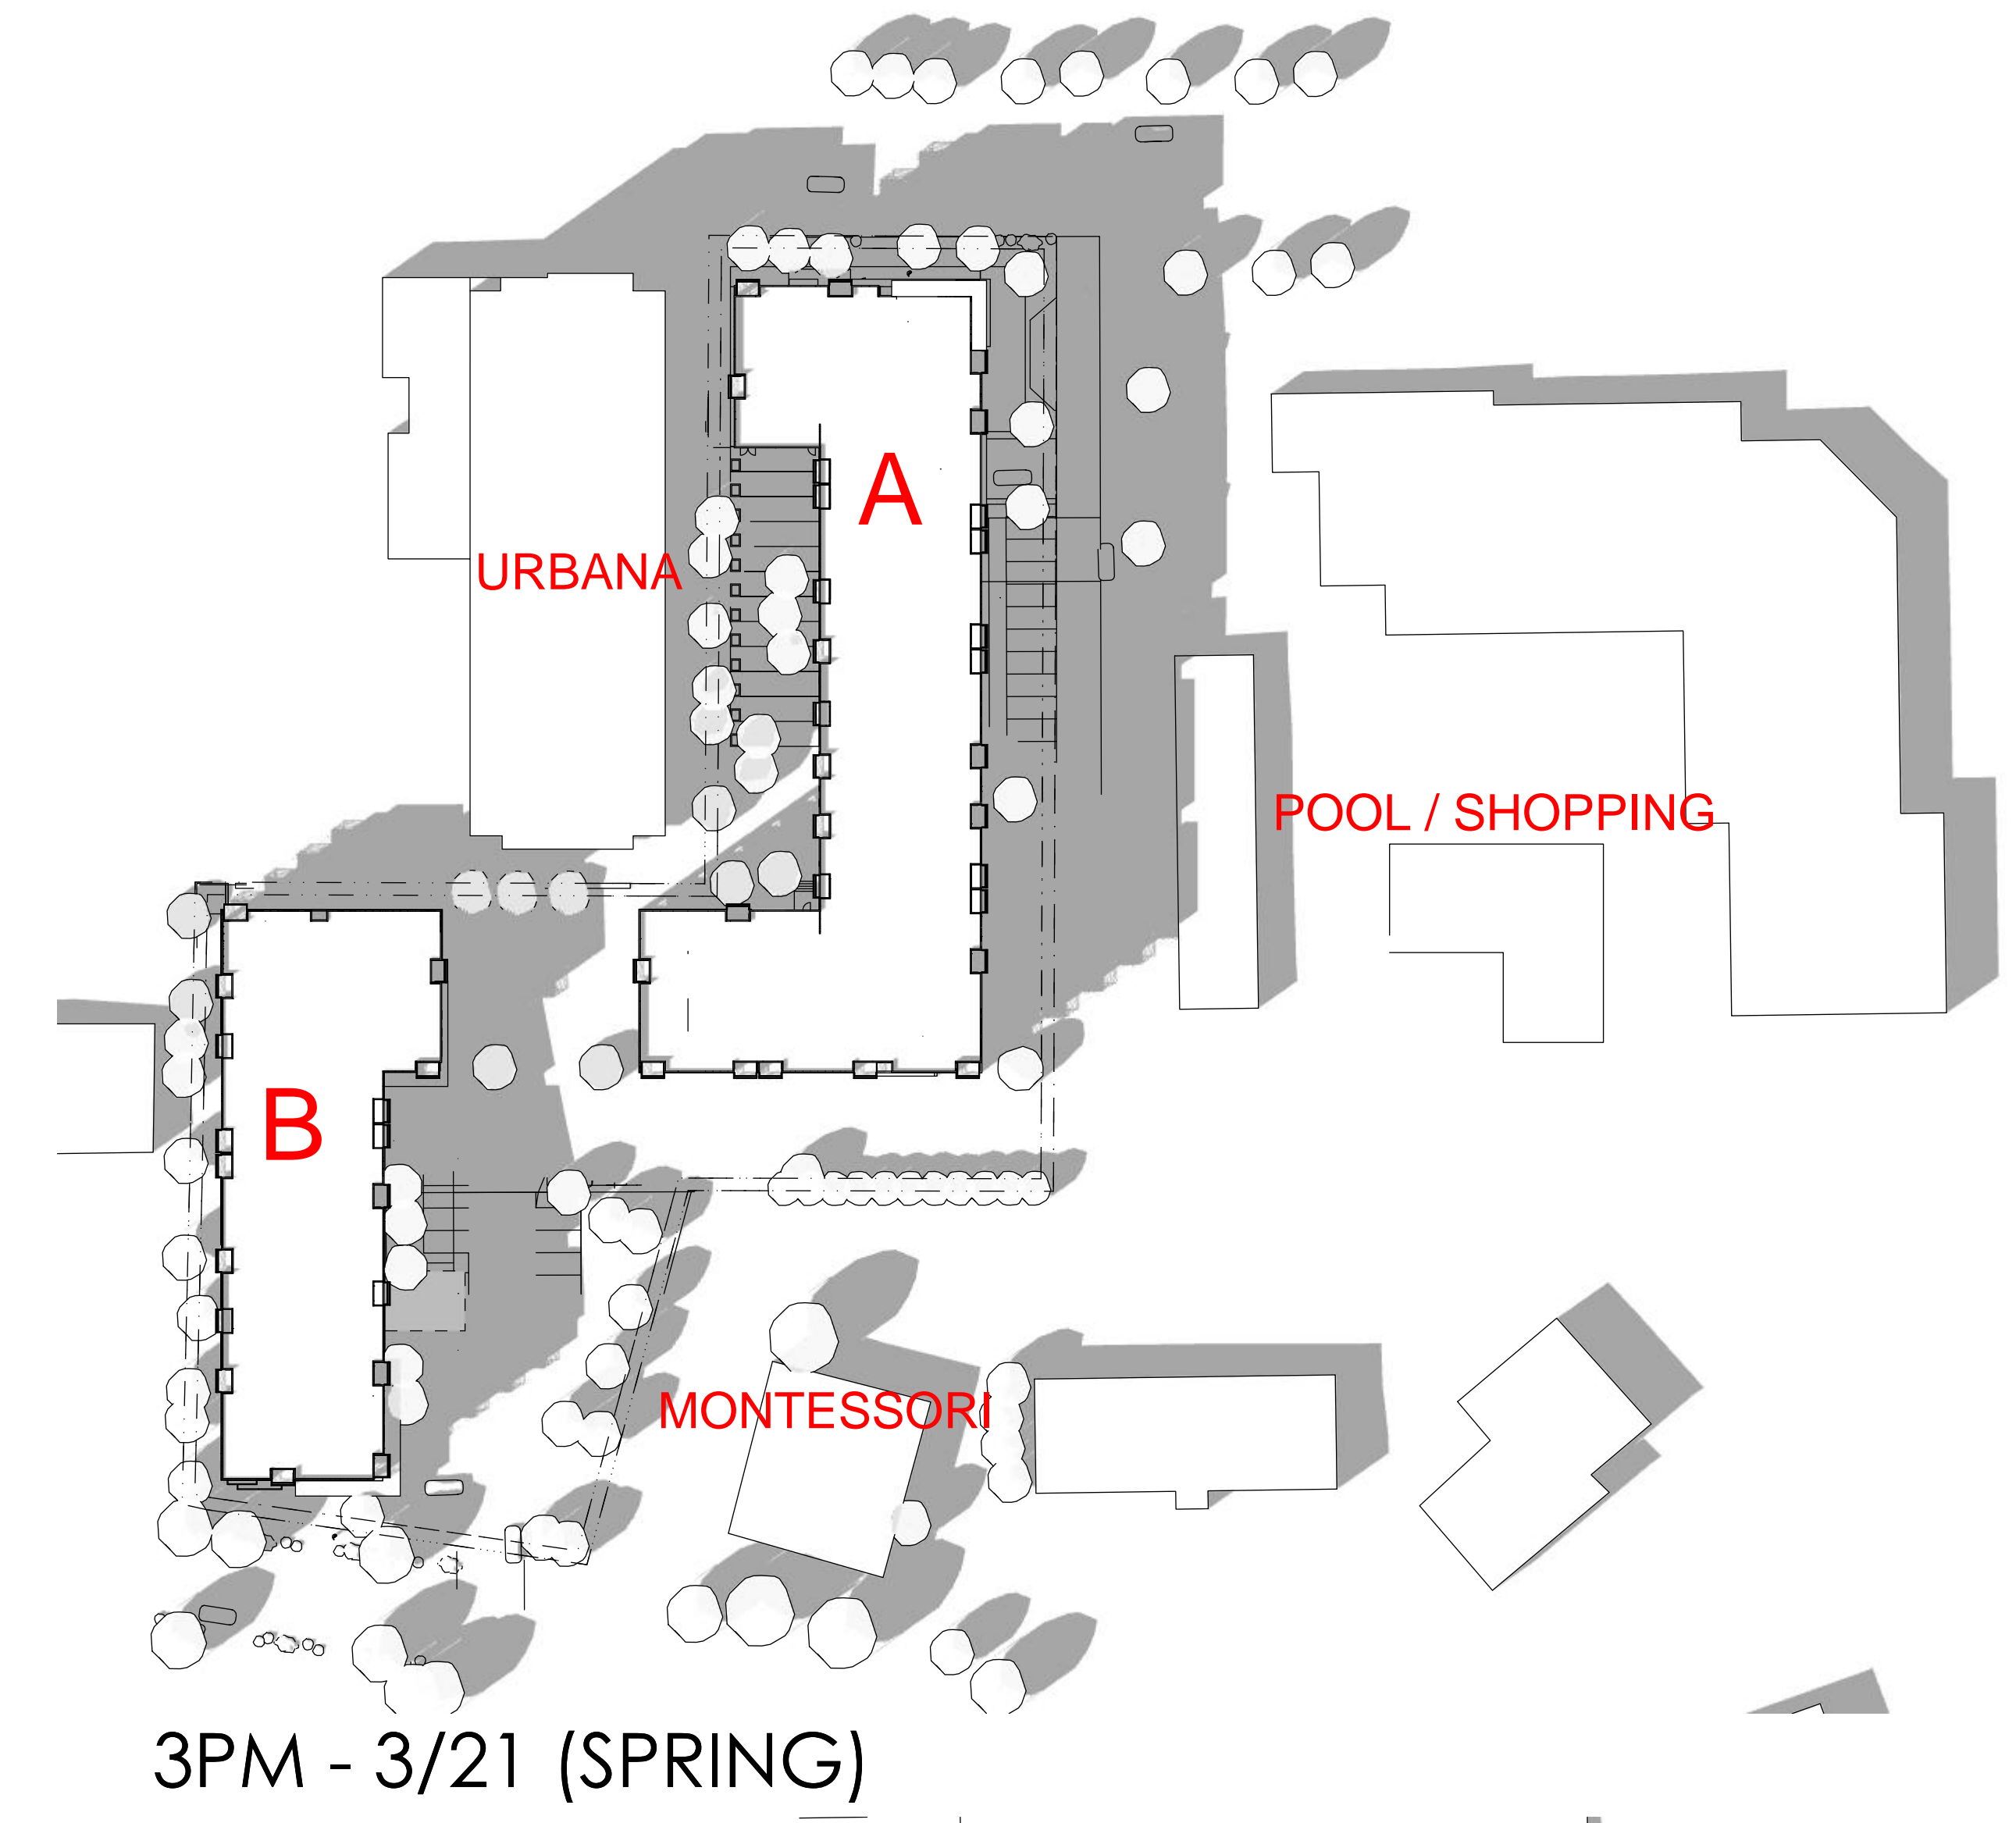 A
URBANA
POOL / SHOPPING
B
MONTESSORI
3PM - 3/21 (SPRING)